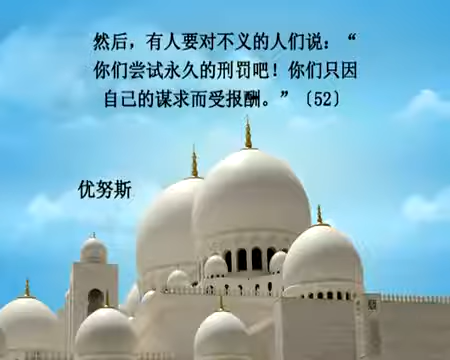 然后，有人要对不义的人们说：“
你们尝试永久的刑罚吧！你们只因
自己的谋求而受报酬。”〔52〕
优努斯